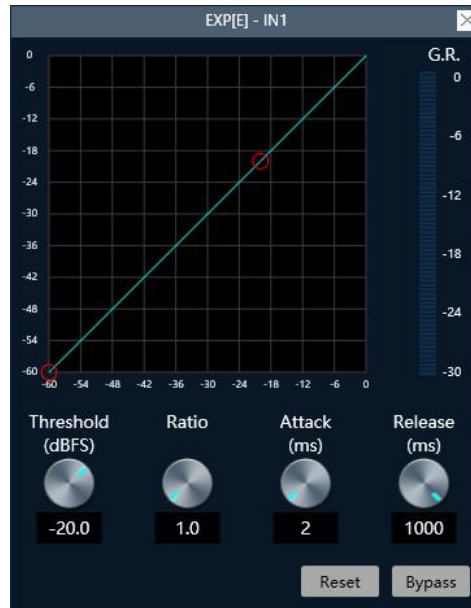 EXP[E] - IN1
G.R.
0
-6
-12
-18
-24
-30
-36
-42
-48
-54
-60
-60 -54 -48 -42 -36 -30 -24 -18 -12 -6 0
0
-6
-12
-18
-24
-30
Threshold Ratio Attack Release
(dBFS) (ms) (ms)
-20.0 1.0 2 1000
Reset Bypass